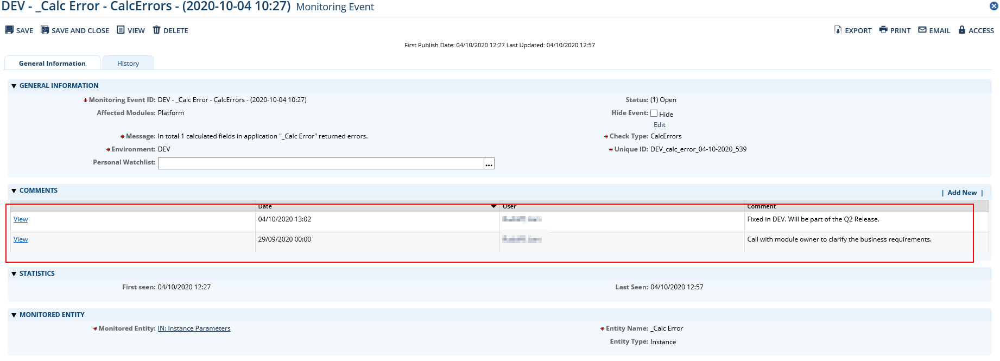 DEV - _Calc Error - CalcErrors - (2020-10-04 10:27) Monitoring Event
SAVE SAVE AND CLOSE VIEW DELETE EXPORT PRINT EMAIL ACCESS
First Publish Date: 04/10/2020 12:27 Last Updated: 04/10/2020 12:57
General Information History
GENERAL INFORMATION
* Monitoring Event ID: DEV - _Calc Error - CalcErrors - (2020-10-04 10:27) Status: (1) Open
Affected Modules: Platform Hide Event: Hide
Edit
* Message: In total 1 calculated fields in application "_Calc Error" returned errors. * Check Type: CalcErrors
* Environment: DEV * Unique ID: DEV_calc_error_04-10-2020_539
Personal Watchlist: ...
COMMENTS | Add New |
Date User Comment
View 04/10/2020 13:02 Fixed in DEV. Will be part of the Q2 Release.
View 29/09/2020 00:00 Call with module owner to clarify the business requirements.
STATISTICS
First seen: 04/10/2020 12:27 Last Seen: 04/10/2020 12:57
MONITORED ENTITY
* Monitored Entity: IN: Instance Parameters * Entity Name: _Calc Error
Entity Type: Instance